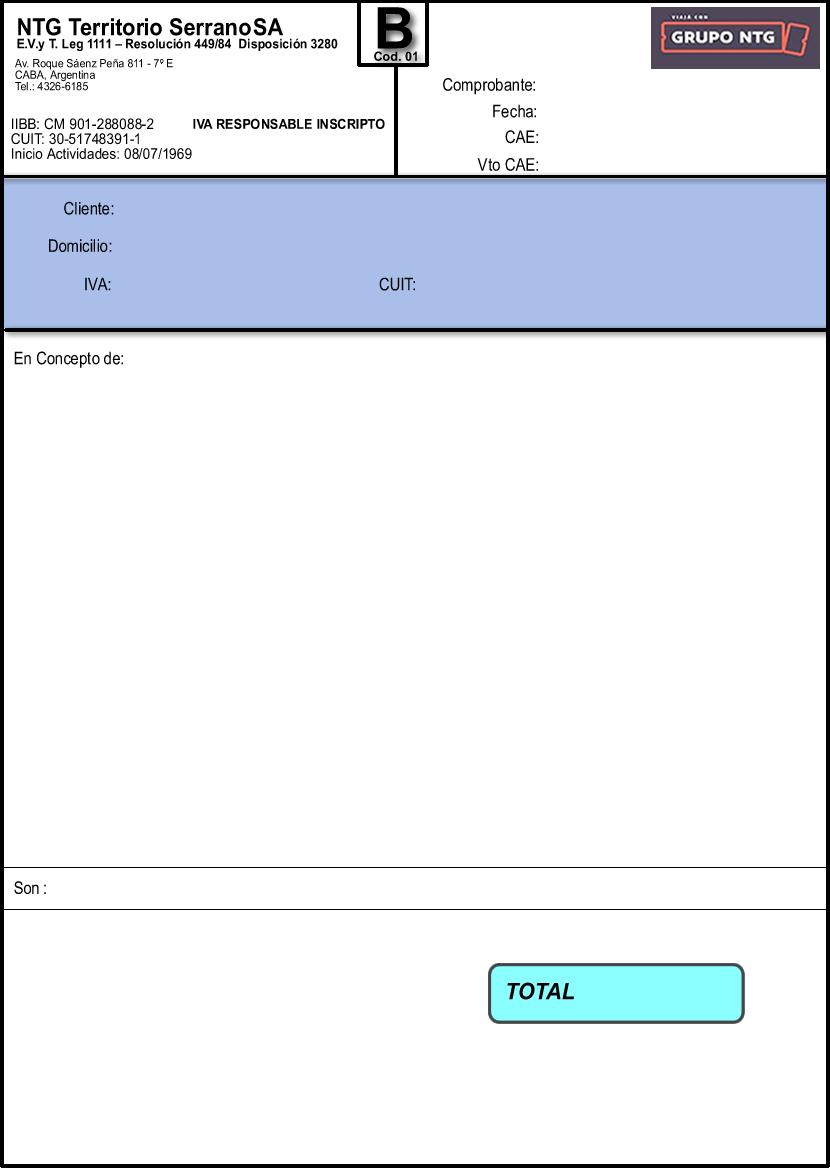 NTG Territorio SerranoSA
E.V.y T. Leg 1111 – Resolución 449/84 Disposición 3280
Av. Roque Sáenz Peña 811 - 7º E
CABA, Argentina
Tel.: 4326-6185
IIBB: CM 901-288088-2 IVA RESPONSABLE INSCRIPTO
CUIT: 30-51748391-1
Inicio Actividades: 08/07/1969
B
Cod. 01
VIAJÁ CON
GRUPO NTG
Comprobante:
Fecha:
CAE:
Vto CAE:
Cliente:
Domicilio:
IVA: CUIT:
En Concepto de:
Son :
TOTAL